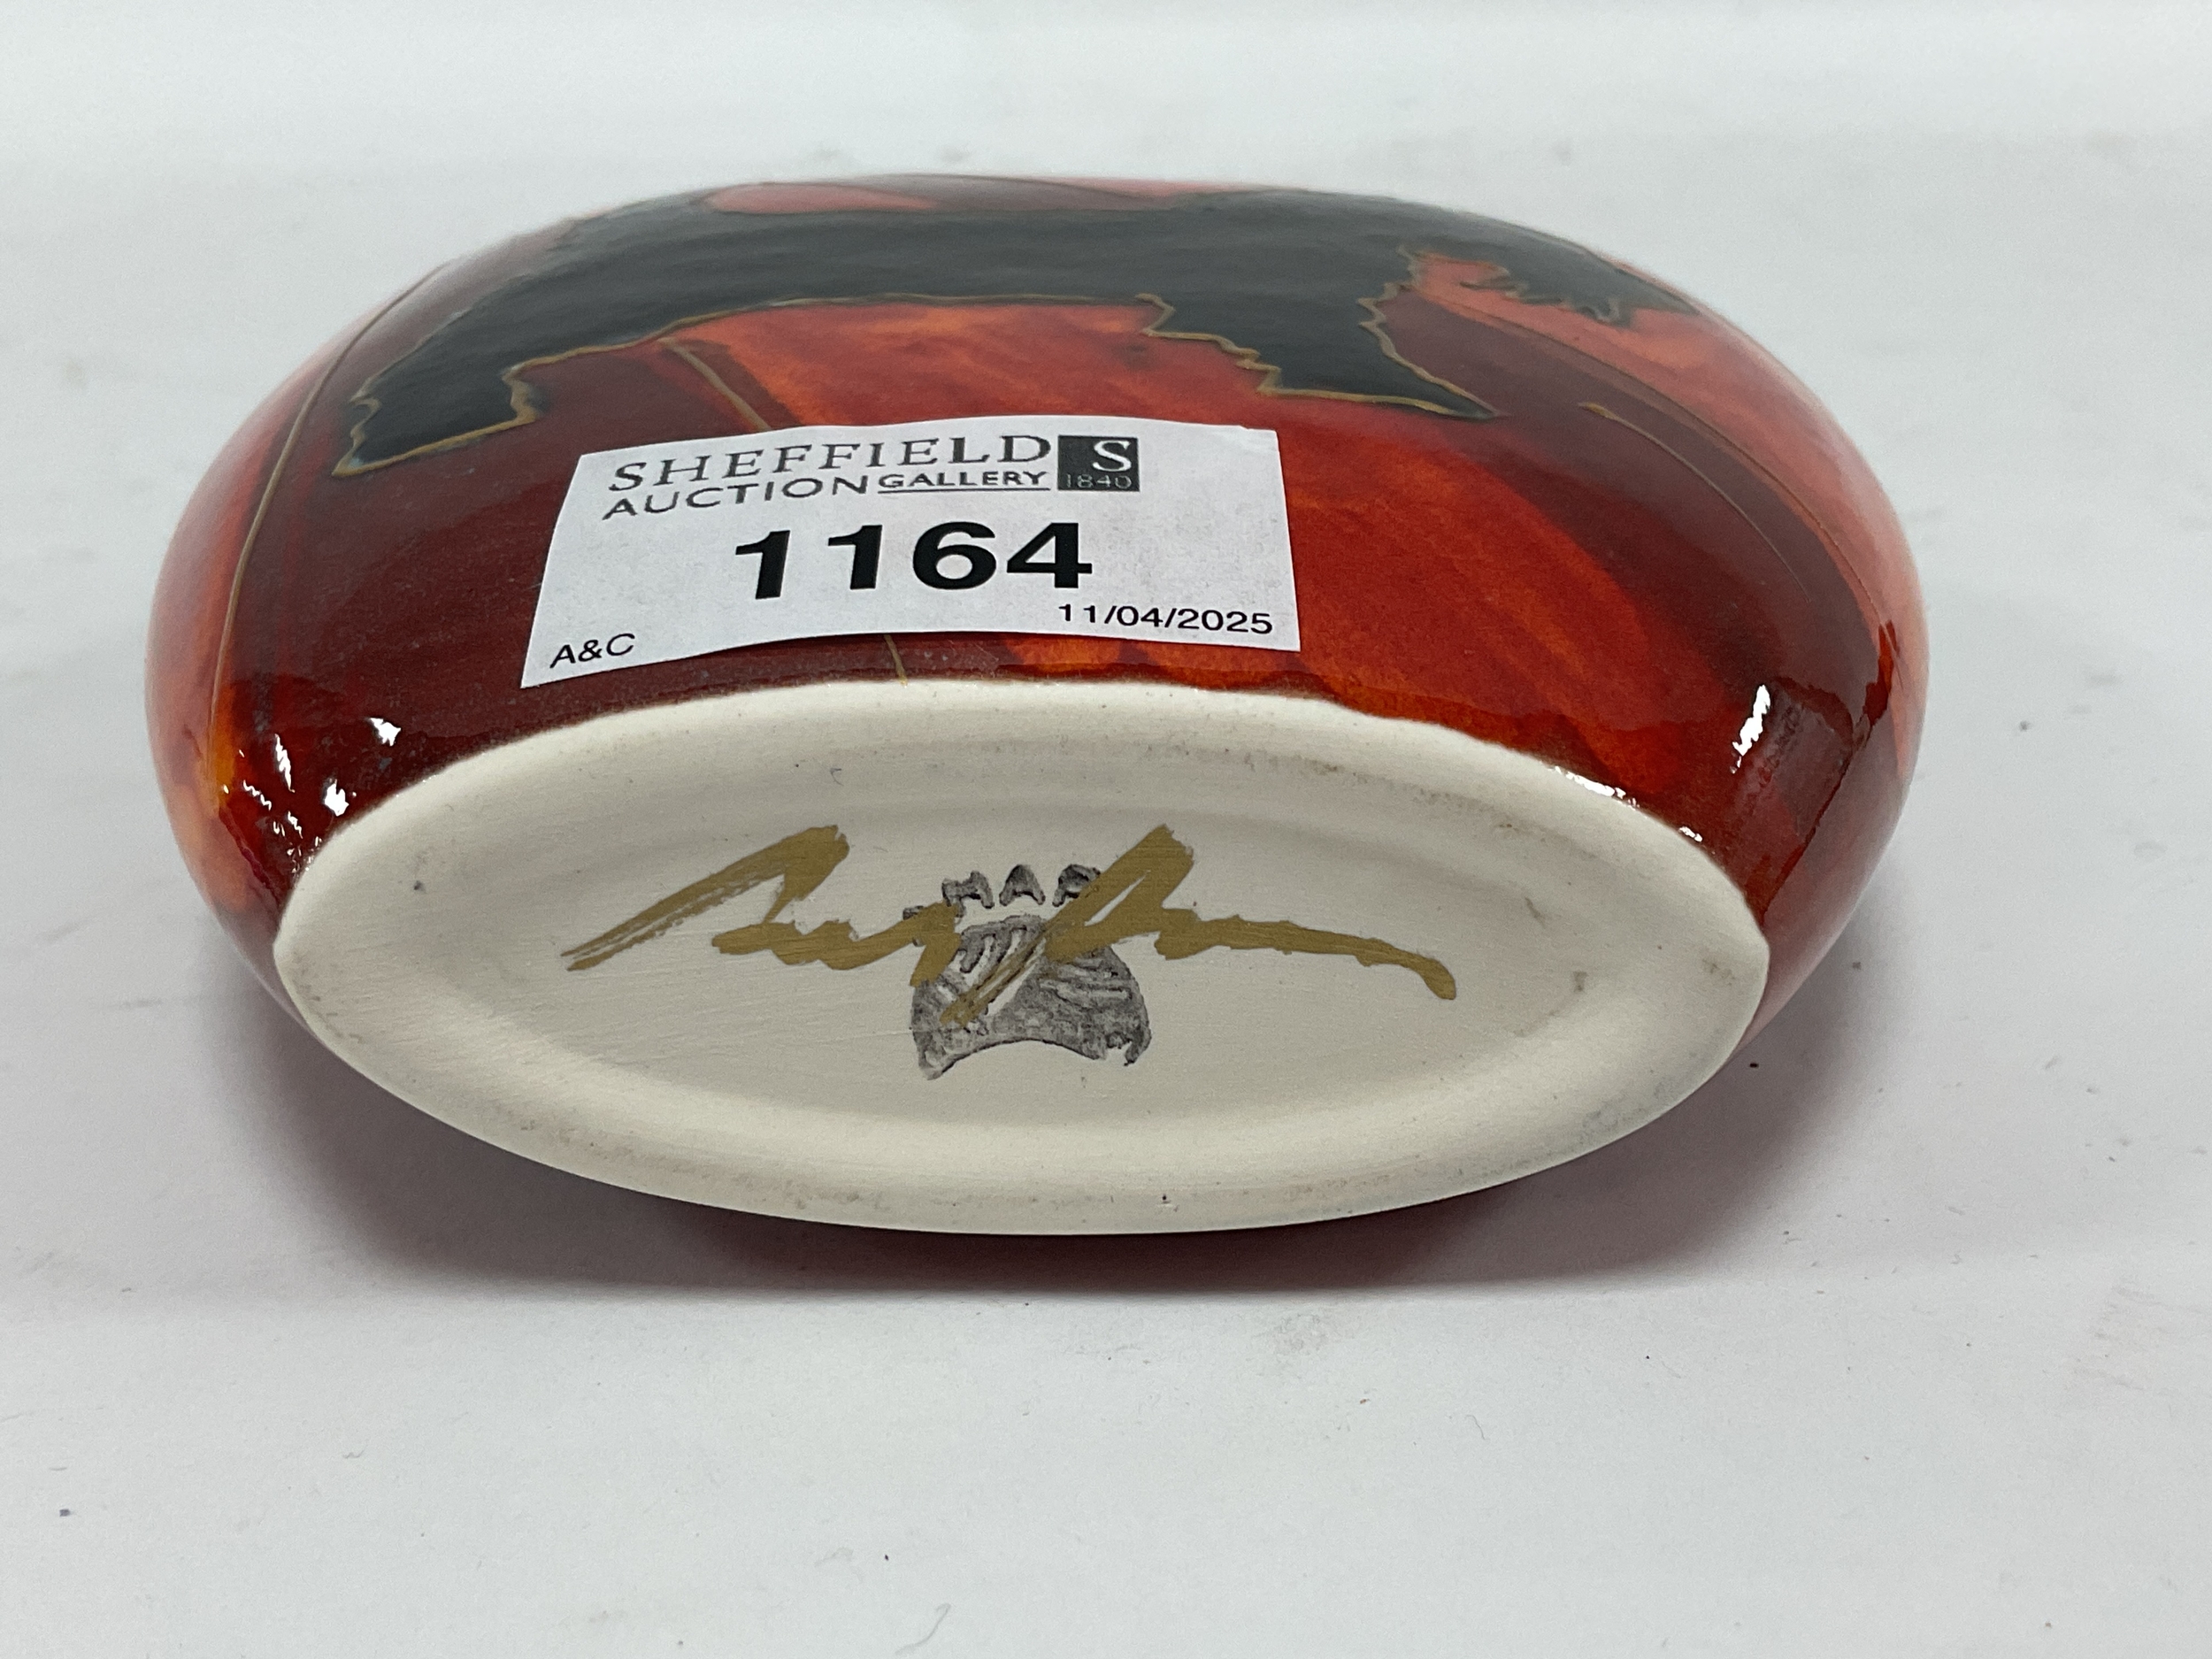 SHEFFIELD S
AUCTION GALLERY 1840
1164
11/04/2025
A&C